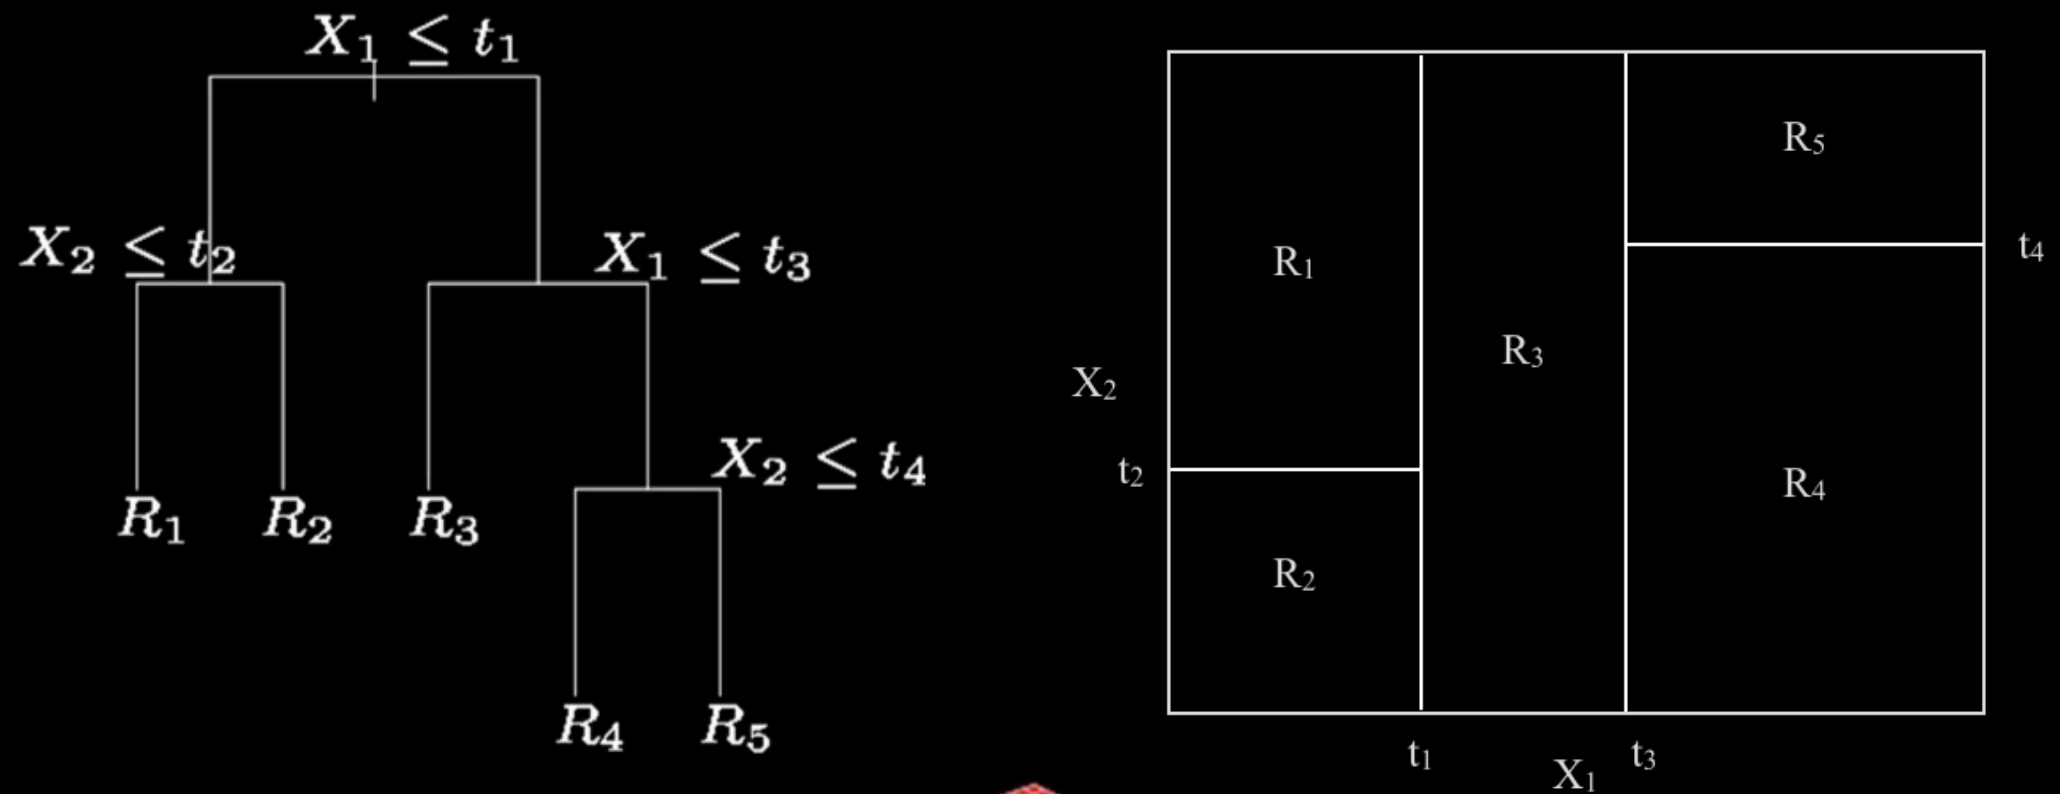 X₁ ≤ t₁
X₂ ≤ t₂
X₁ ≤ t₃
X₂ ≤ t₄
R₁
R₂
R₃
R₄
R₅
R₅
t₄
R₁
R₃
X₂
t₂
R₄
R₂
t₁
X₁
t₃